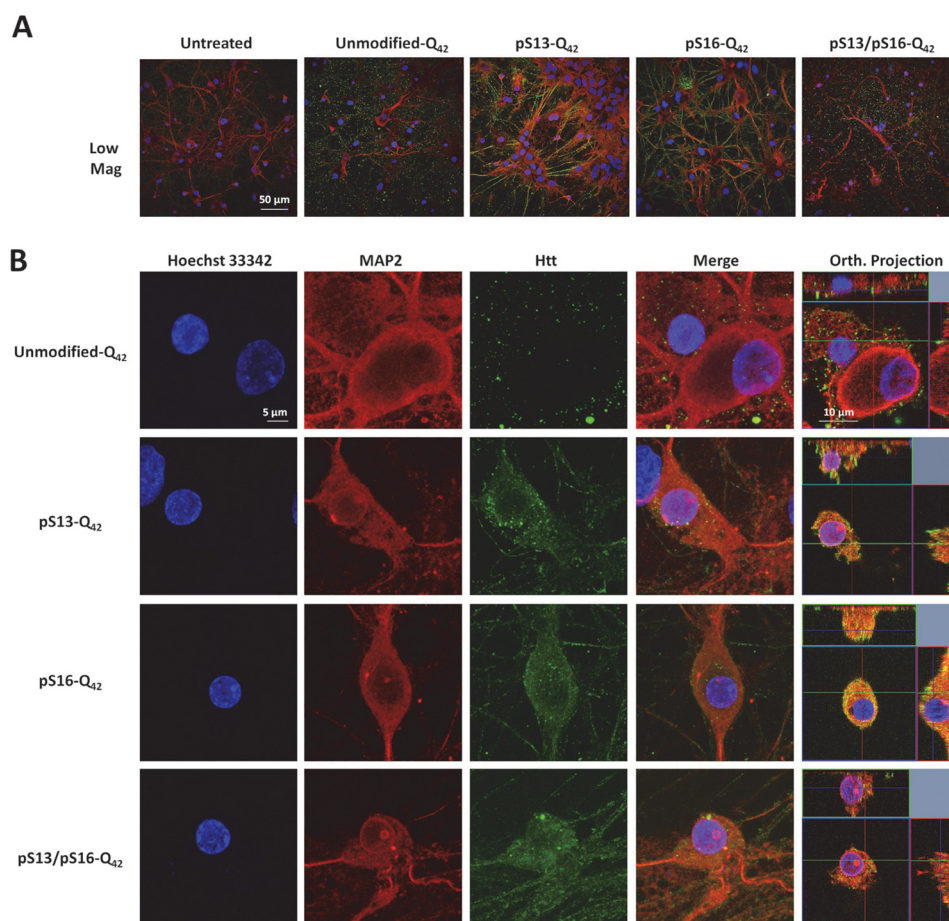 A
Untreated
Unmodified-Q₄₂
pS13-Q₄₂
pS16-Q₄₂
pS13/pS16-Q₄₂
Low
Mag
50 µm
B
Hoechst 33342
MAP2
Htt
Merge
Orth. Projection
Unmodified-Q₄₂
5 µm
10 µm
pS13-Q₄₂
pS16-Q₄₂
pS13/pS16-Q₄₂